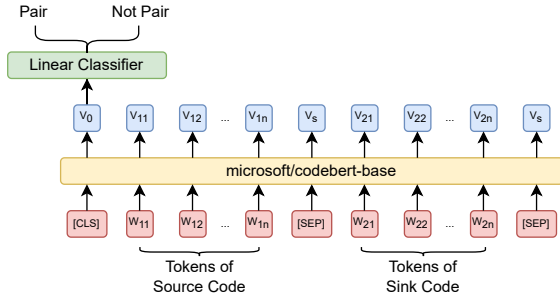 Pair Not Pair
Linear Classifier
V0 V11 V12 ... V1n Vs V21 V22 ... V2n Vs
microsoft/codebert-base
[CLS] W11 W12 ... W1n [SEP] W21 W22 ... W2n [SEP]
Tokens of Tokens of
Source Code Sink Code